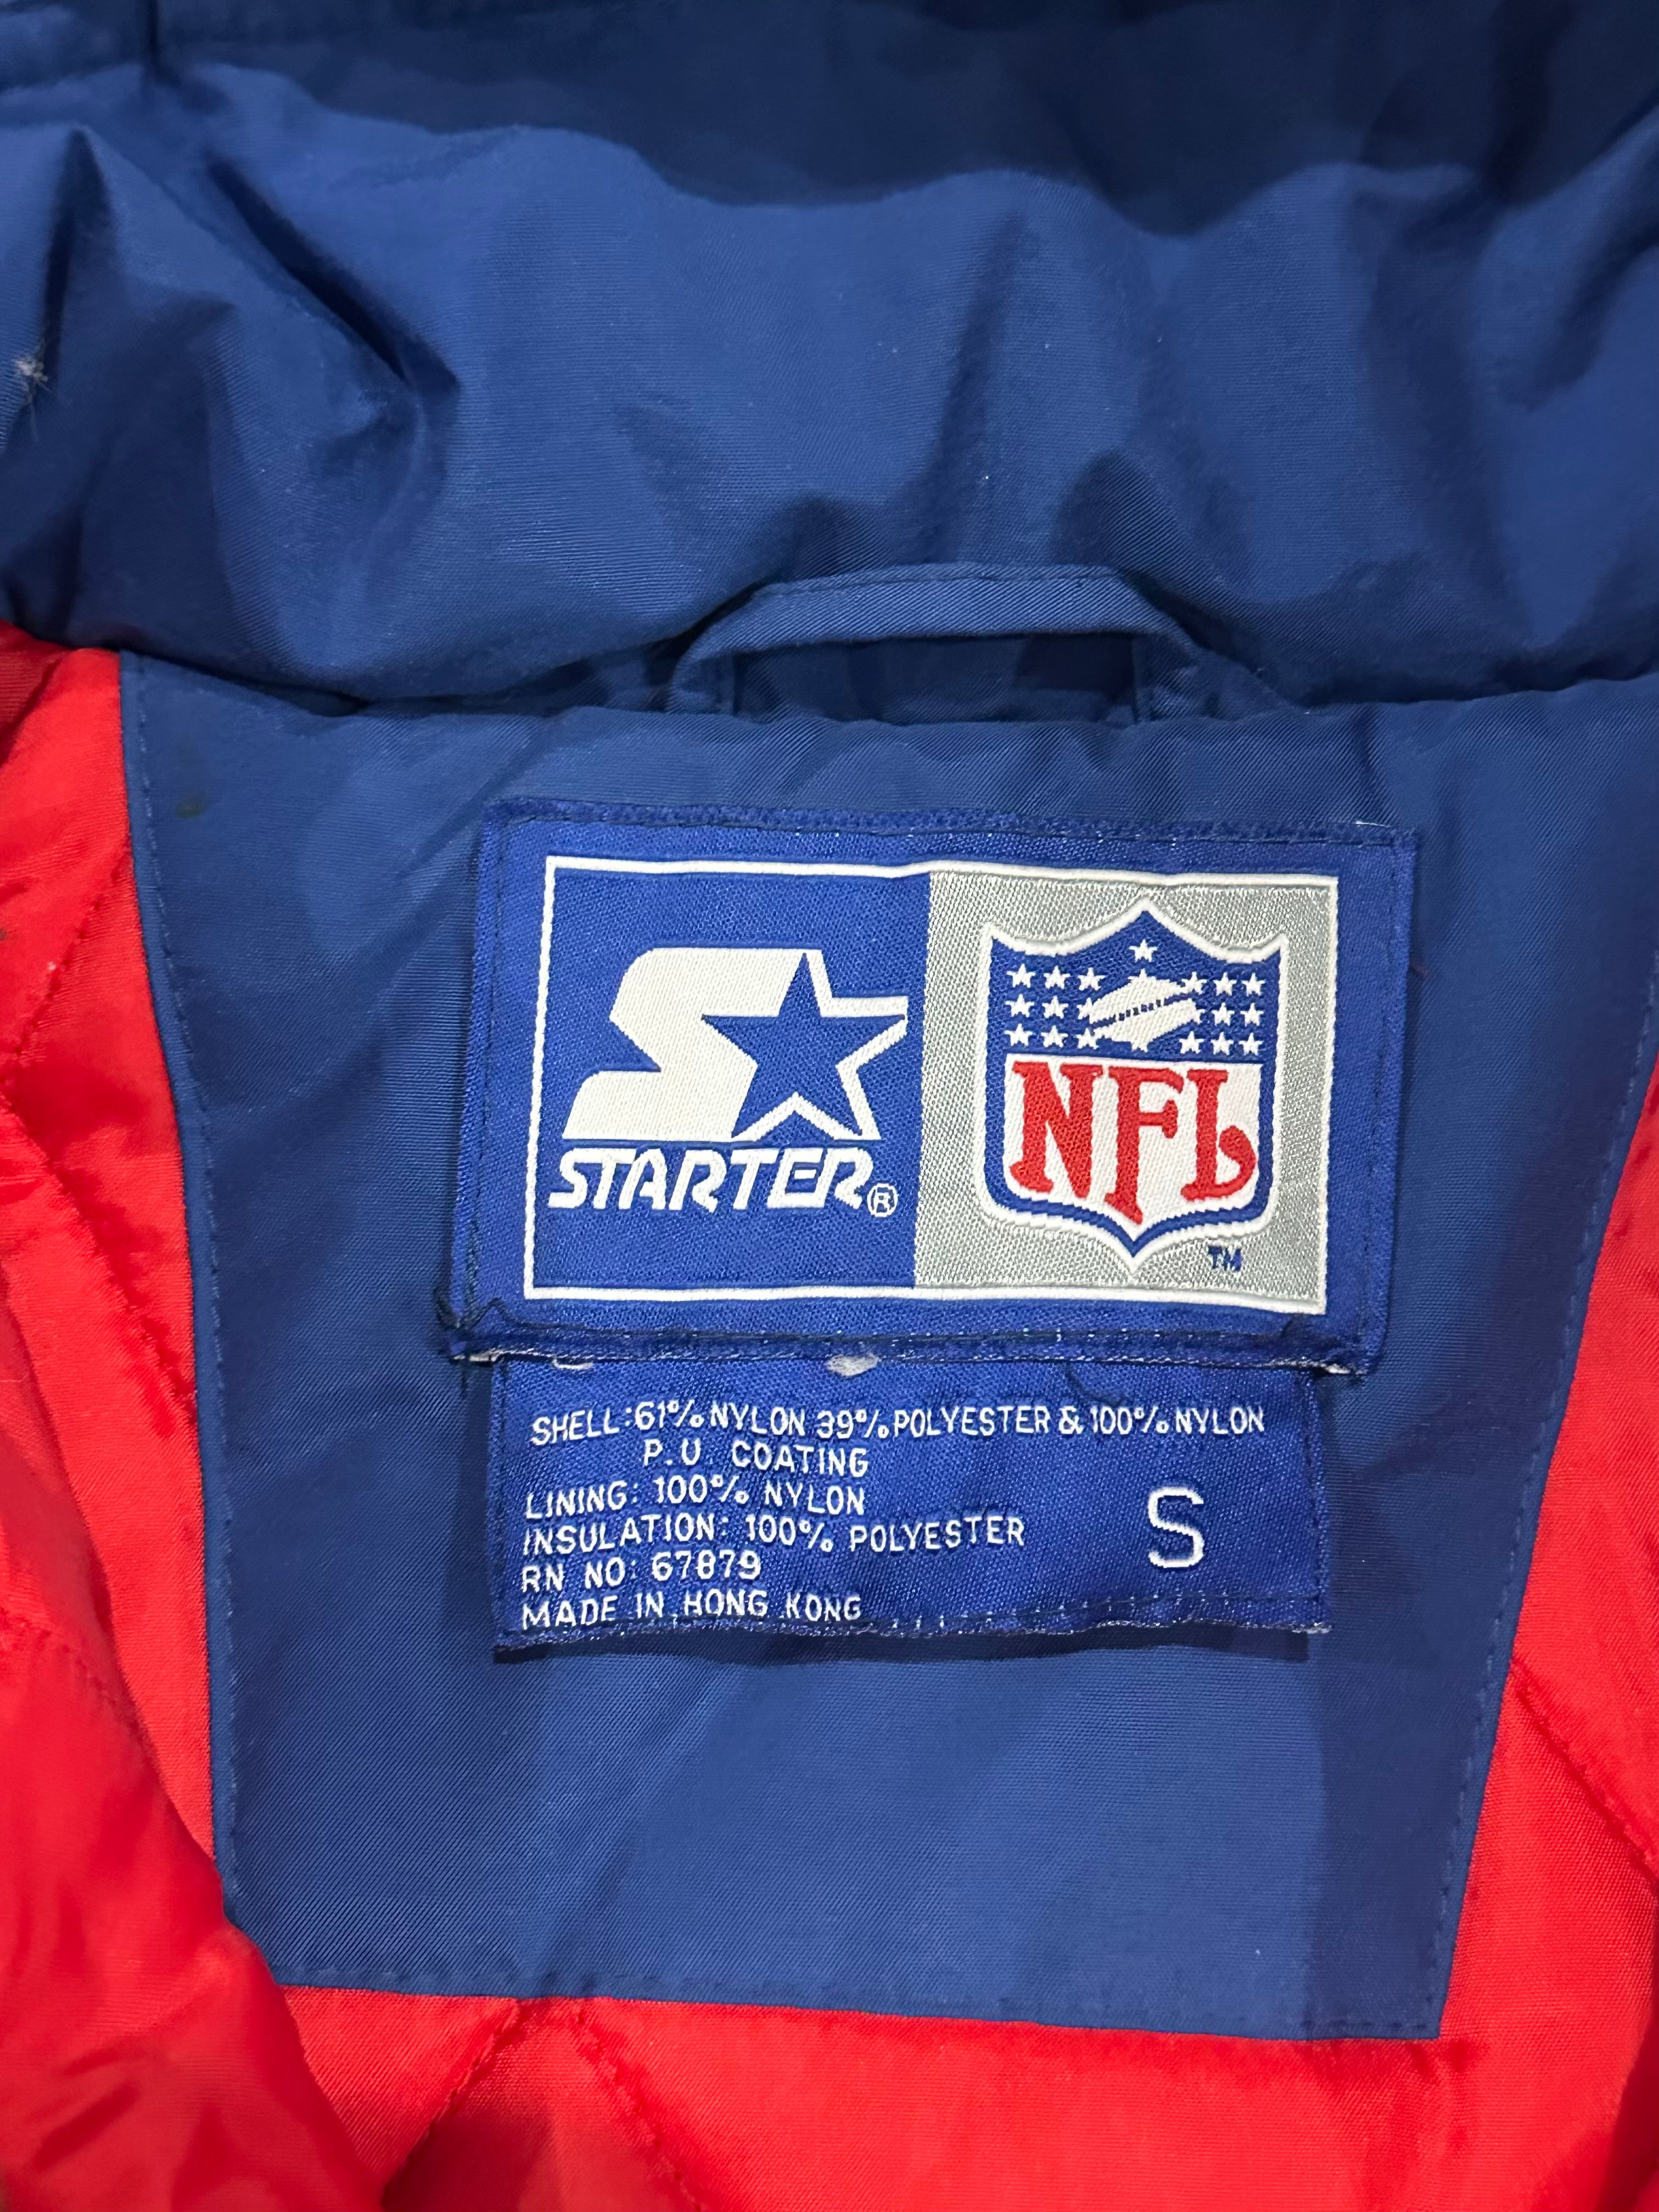 STARTER®
NFL
TM
SHELL:61% NYLON 39% POLYESTER & 100% NYLON
P.U. COATING
LINING: 100% NYLON
INSULATION: 100% POLYESTER
S
RN NO: 67879
MADE IN HONG KONG